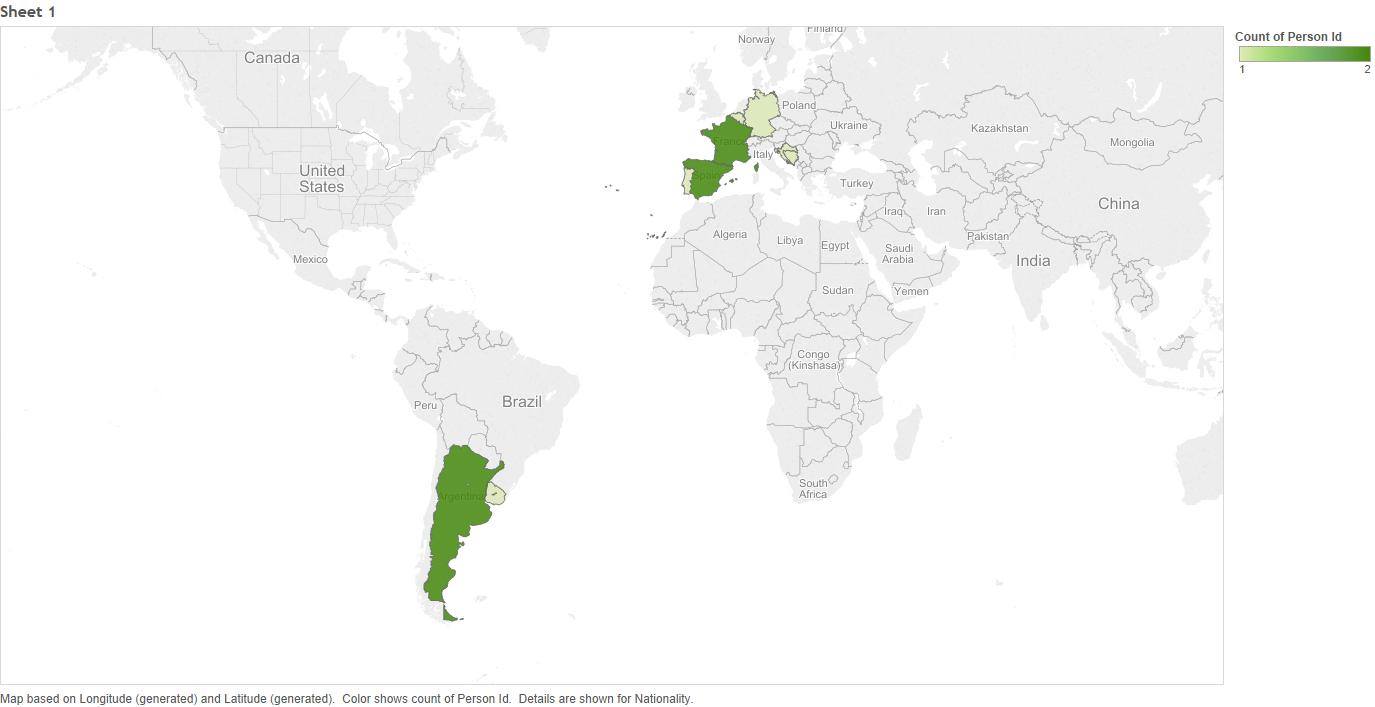 Sheet 1
Count of Person Id
1
2
Norway
Finland
Canada
Poland
Ukraine
Kazakhstan
Mongolia
France
Italy
United
States
Spain
Turkey
China
Iraq
Iran
Algeria
Libya
Egypt
Pakistan
Saudi
Arabia
Mexico
India
Sudan
Yemen
Congo
(Kinshasa)
Peru
Brazil
South
Africa
Argentina
Map based on Longitude (generated) and Latitude (generated).  Color shows count of Person Id.  Details are shown for Nationality.